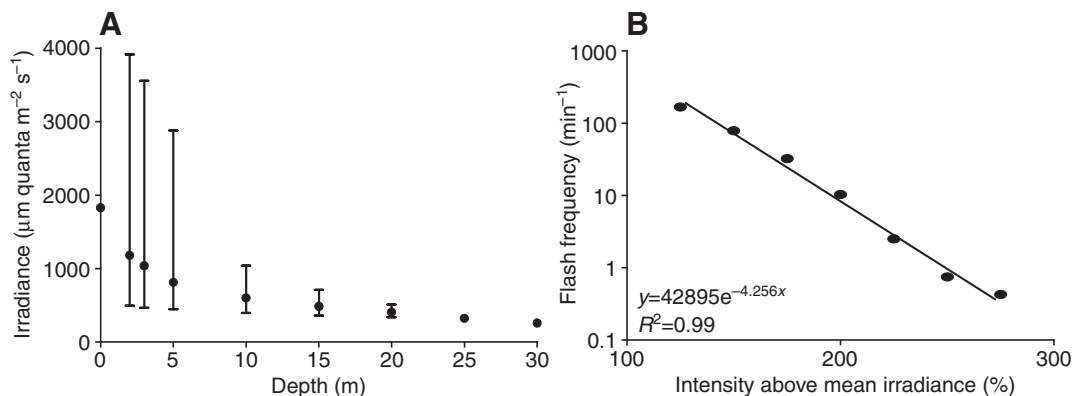 A
Irradiance (μm quanta m⁻² s⁻¹)
4000
3000
2000
1000
0
0 5 10 15 20 25 30
Depth (m)
B
Flash frequency (min⁻¹)
1000
100
10
1
0.1
y=42895e⁻⁴·²⁵⁶ˣ
R²=0.99
100 200 300
Intensity above mean irradiance (%)